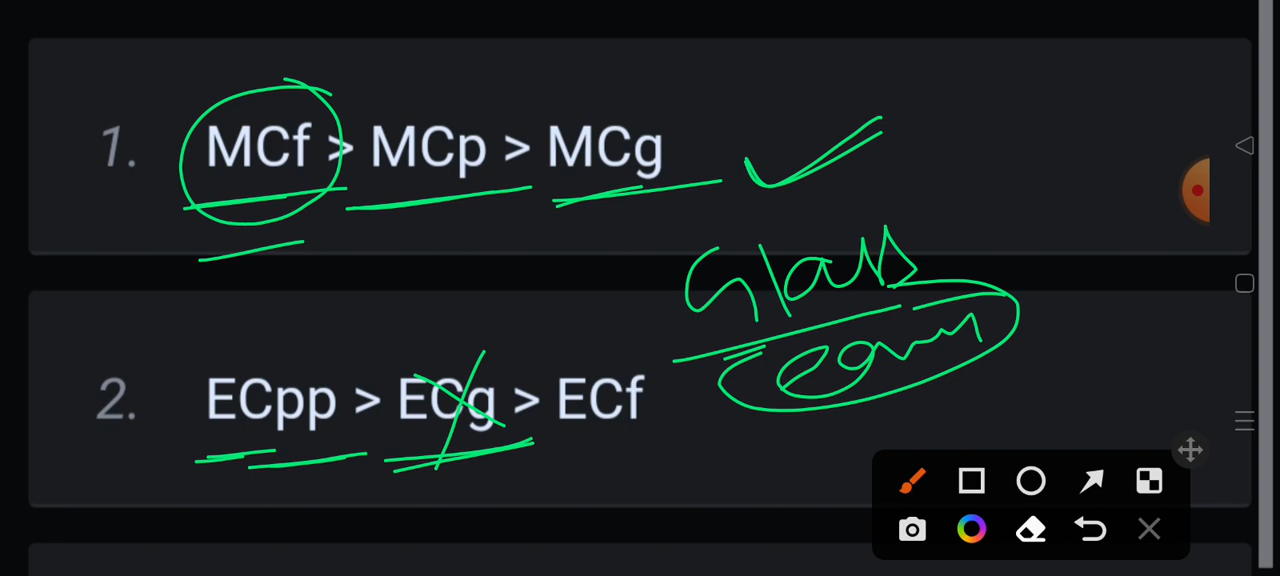 1. MCf > MCp > MCg
Glass
2. ECpp > ECg > ECf